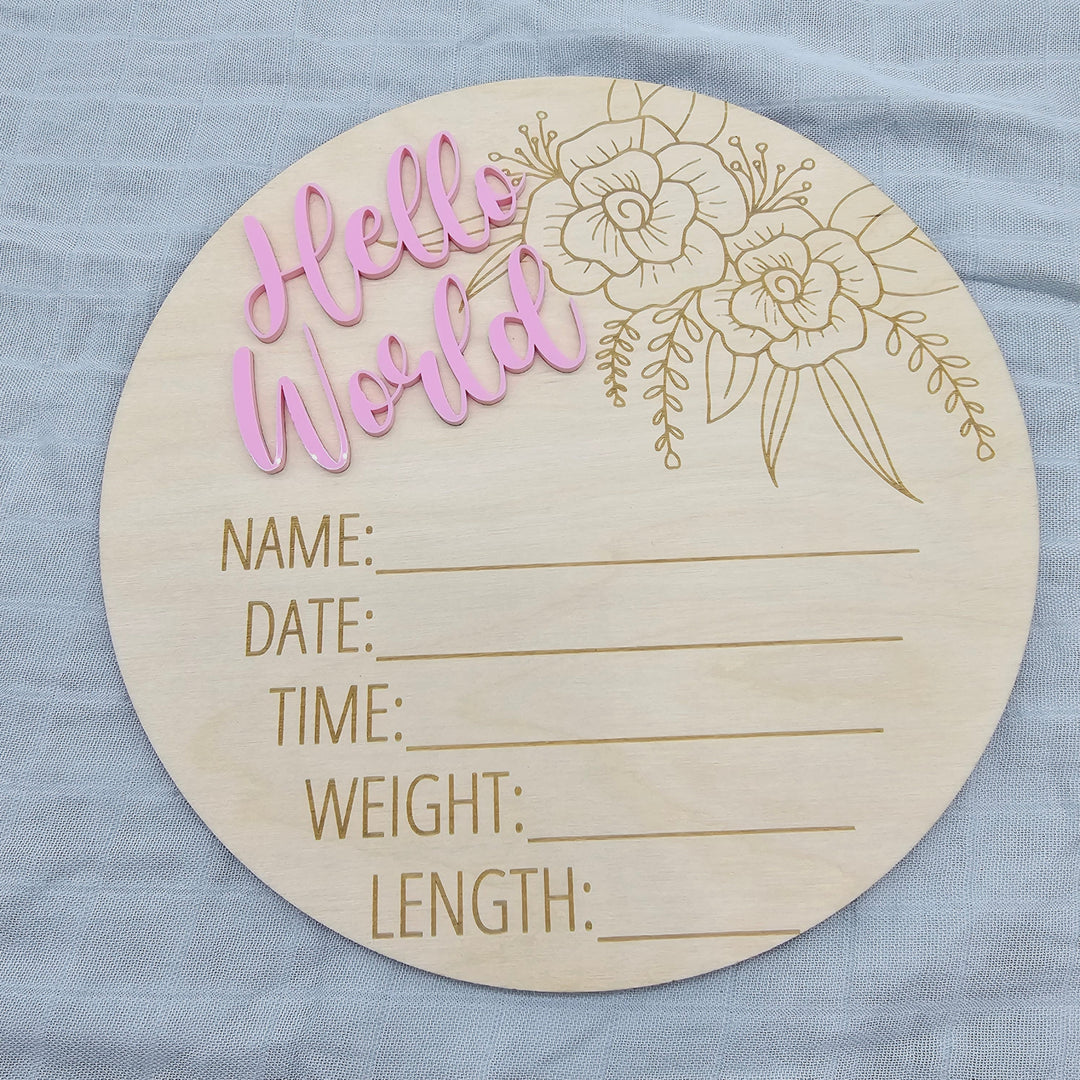 Hello
World
NAME:
DATE:
TIME:
WEIGHT:
LENGTH: